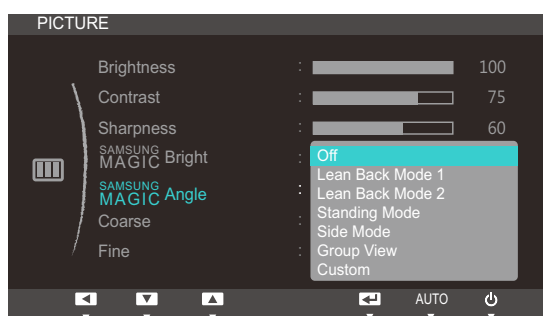 PICTURE
Brightness : 100
Contrast : 75
Sharpness : 60
SAMSUNG MAGIC Bright :
SAMSUNG MAGIC Angle :
Coarse :
Fine :
Off
Lean Back Mode 1
Lean Back Mode 2
Standing Mode
Side Mode
Group View
Custom
AUTO